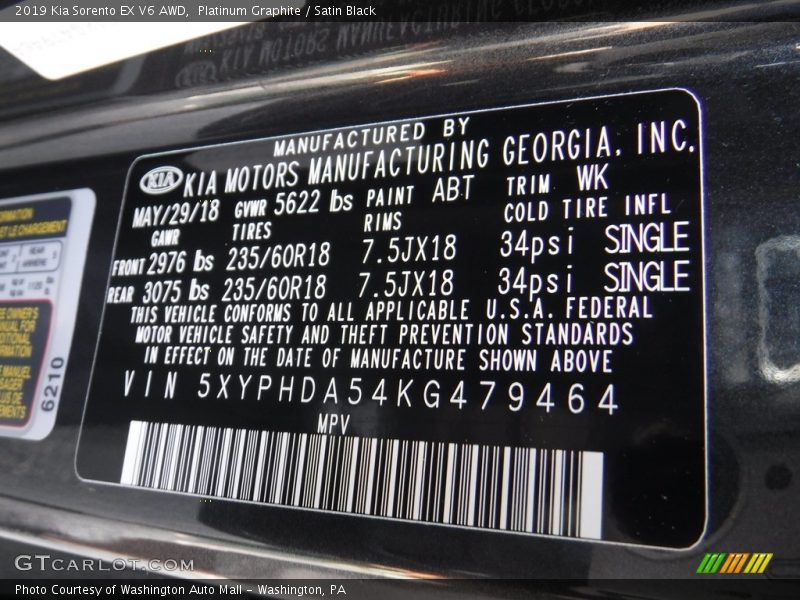 2019 Kia Sorento EX V6 AWD, Platinum Graphite / Satin Black
MANUFACTURED BY
KIA KIA MOTORS MANUFACTURING GEORGIA. INC.
MAY/29/18 GVWR 5622 lbs PAINT ABT TRIM WK
GAWR TIRES RIMS COLD TIRE INFL
FRONT 2976 lbs 235/60R18 7.5JX18 34psi SINGLE
REAR 3075 lbs 235/60R18 7.5JX18 34psi SINGLE
THIS VEHICLE CONFORMS TO ALL APPLICABLE U.S.A. FEDERAL
MOTOR VEHICLE SAFETY AND THEFT PREVENTION STANDARDS
IN EFFECT ON THE DATE OF MANUFACTURE SHOWN ABOVE
VIN 5XYPHDA54KG479464
MPV
6210
GTCARLOT.COM
Photo Courtesy of Washington Auto Mall - Washington, PA